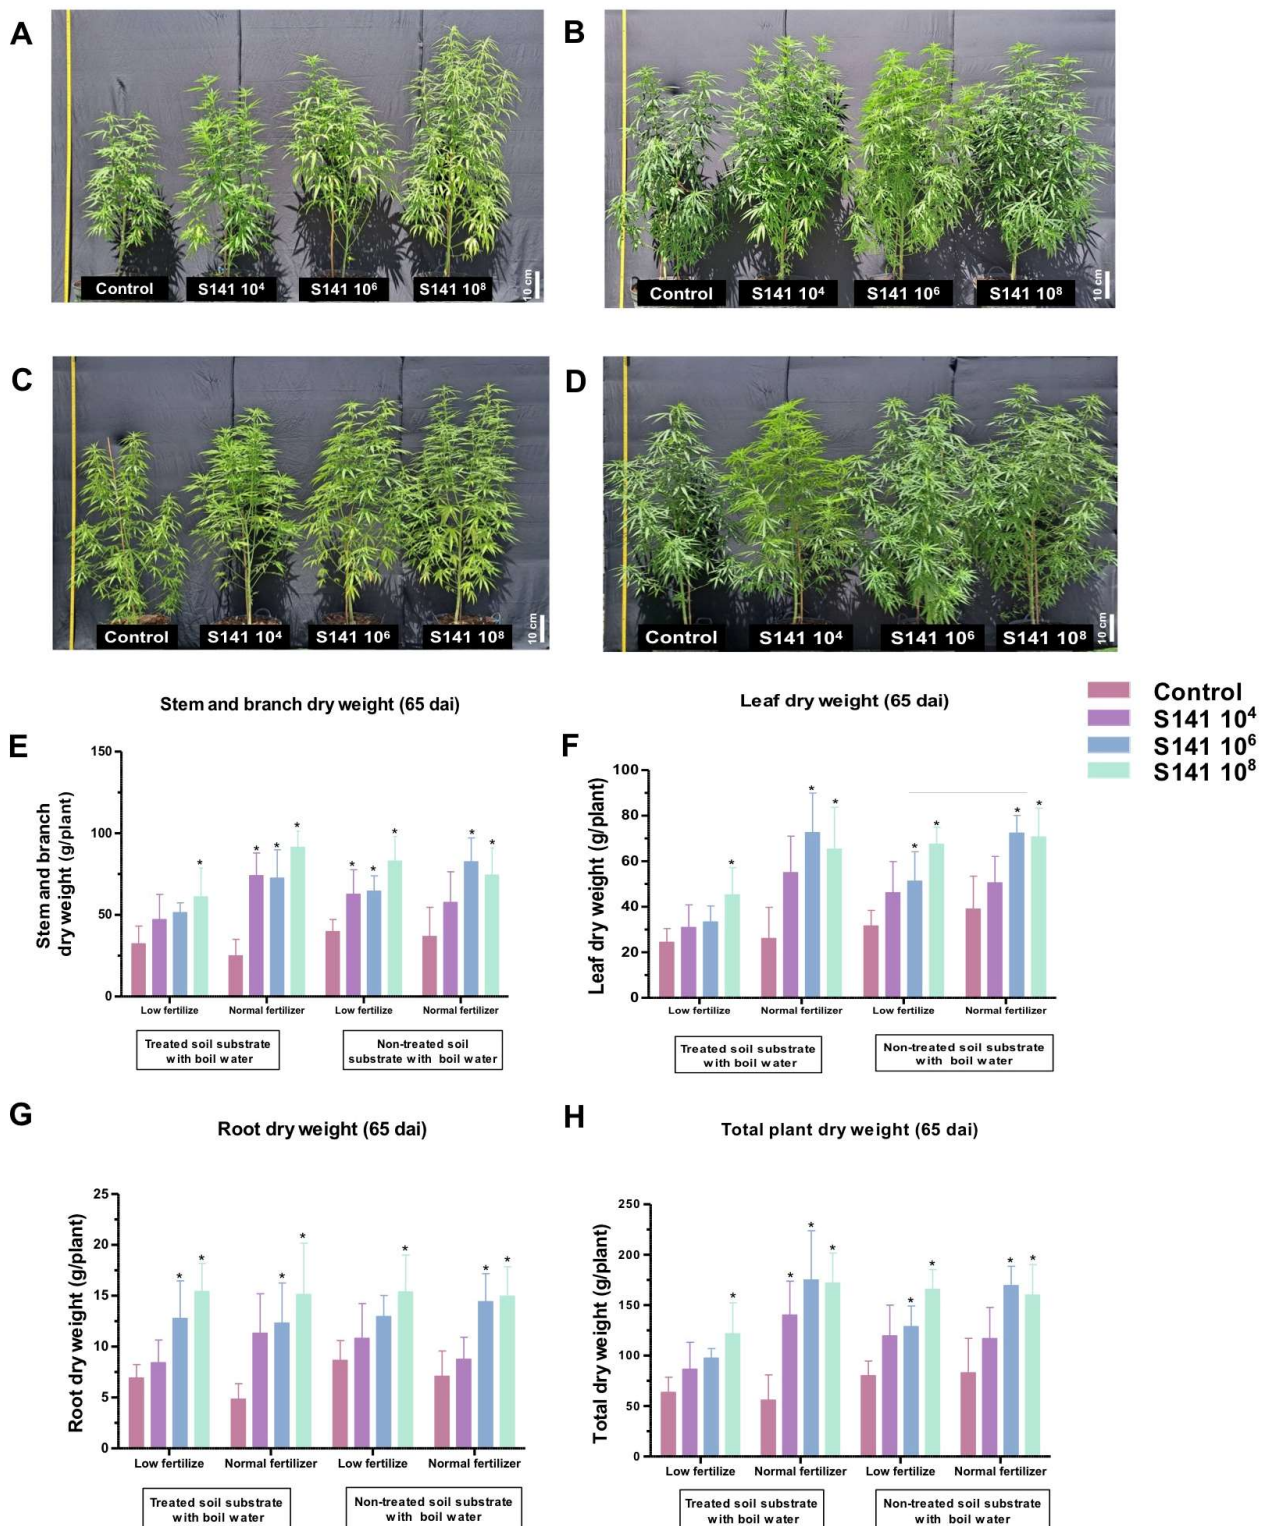 A
B
Control
S141 10⁴
S141 10⁶
S141 10⁸
10 cm
Control
S141 10⁴
S141 10⁶
S141 10⁸
10 cm
C
D
Control
S141 10⁴
S141 10⁶
S141 10⁸
10 cm
Control
S141 10⁴
S141 10⁶
S141 10⁸
10 cm
Control
S141 10⁴
S141 10⁶
S141 10⁸
E
Stem and branch dry weight (65 dai)
Stem and branch
dry weight (g/plant)
150
100
50
0
* * * * * * * * *
Low fertilize
Normal fertilizer
Low fertilize
Normal fertilizer
Treated soil substrate
with boil water
Non-treated soil
substrate with boil water
F
Leaf dry weight (65 dai)
Leaf dry weight (g/plant)
100
80
60
40
20
0
* * * * * * *
Low fertilize
Normal fertilizer
Low fertilize
Normal fertilizer
Treated soil substrate
with boil water
Non-treated soil substrate
with boil water
G
Root dry weight (65 dai)
Root dry weight (g/plant)
25
20
15
10
5
0
* * * * * * *
Low fertilize
Normal fertilizer
Low fertilize
Normal fertilizer
Treated soil substrate
with boil water
Non-treated soil substrate
with boil water
H
Total plant dry weight (65 dai)
Total dry weight (g/plant)
250
200
150
100
50
0
* * * * * * * *
Low fertilize
Normal fertilizer
Low fertilize
Normal fertilizer
Treated soil substrate
with boil water
Non-treated soil substrate
with boil water